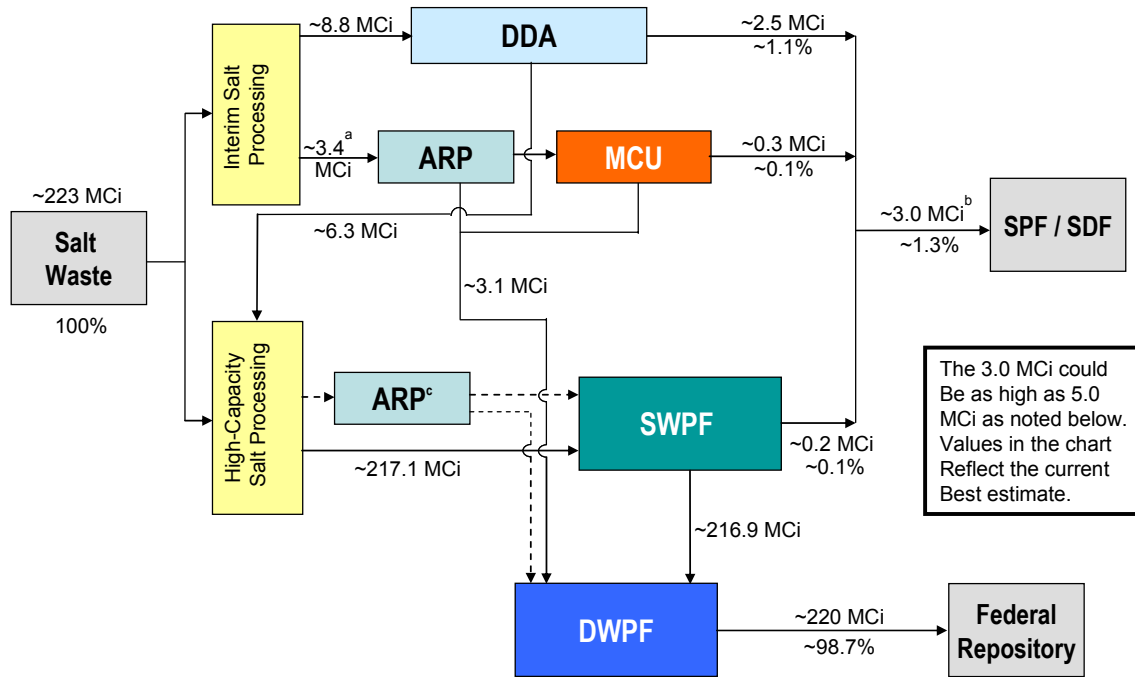 ~8.8 MCi
DDA
~2.5 MCi
~1.1%
Interim Salt
Processing
~3.4a
MCi
ARP
MCU
~0.3 MCi
~0.1%
~223 MCi
Salt
Waste
100%
~6.3 MCi
~3.0 MCib
~1.3%
SPF / SDF
~3.1 MCi
High-Capacity
Salt Processing
ARPc
SWPF
~217.1 MCi
~0.2 MCi
~0.1%
The 3.0 MCi could
Be as high as 5.0
MCi as noted below.
Values in the chart
Reflect the current
Best estimate.
~216.9 MCi
DWPF
~220 MCi
~98.7%
Federal
Repository